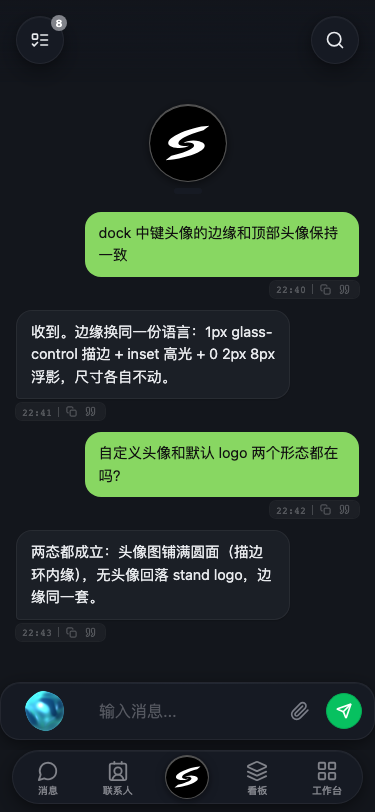 8
dock 中键头像的边缘和顶部头像保持
一致
22:40
收到。边缘换同一份语言：1px glass-
control 描边 + inset 高光 + 0 2px 8px
浮影，尺寸各自不动。
22:41
自定义头像和默认 logo 两个形态都在
吗？
22:42
两态都成立：头像图铺满圆面（描边
环内缘），无头像回落 stand logo，边
缘同一套。
22:43
输入消息...
消息
联系人
看板
工作台